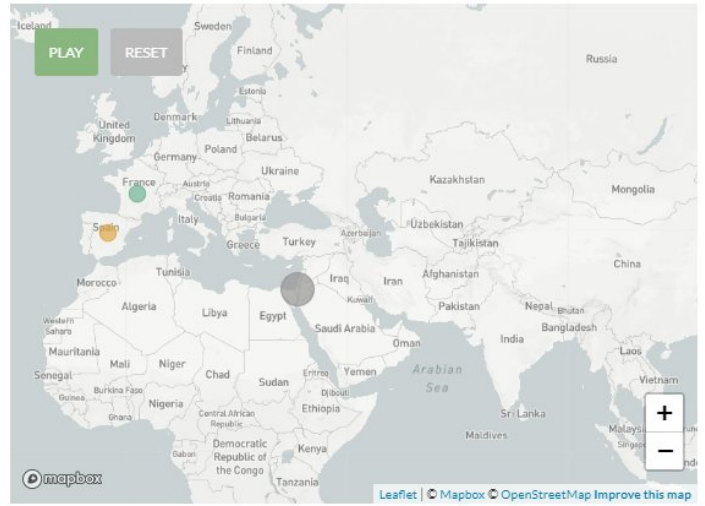 Iceland
Sweden
PLAY
RESET
Finland
Russia
Estonia
United
Kingdom
Denmark
Lithuania
Belarus
Poland
Germany
Ukraine
France
Austria
Croatia
Romania
Kazakhstan
Mongolia
Spain
Italy
Bulgaria
Uzbekistan
Greece
Turkey
Azerbaijan
Tajikistan
China
Morocco
Tunisia
Iraq
Iran
Afghanistan
Algeria
Libya
Egypt
Kuwait
Pakistan
Nepal
Bhutan
Western
Sahara
Saudi Arabia
Bangladesh
India
Oman
Mauritania
Mali
Niger
Chad
Sudan
Eritrea
Yemen
Arabian
Sea
Laos
Senegal
Vietnam
Burkina Faso
Guinea
Djibouti
Nigeria
Ghana
Central African
Republic
Ethiopia
Sri Lanka
+
Maldives
Democratic
Republic of
the Congo
Gabon
Kenya
−
Tanzania
mapbox
Leaflet | © Mapbox © OpenStreetMap Improve this map